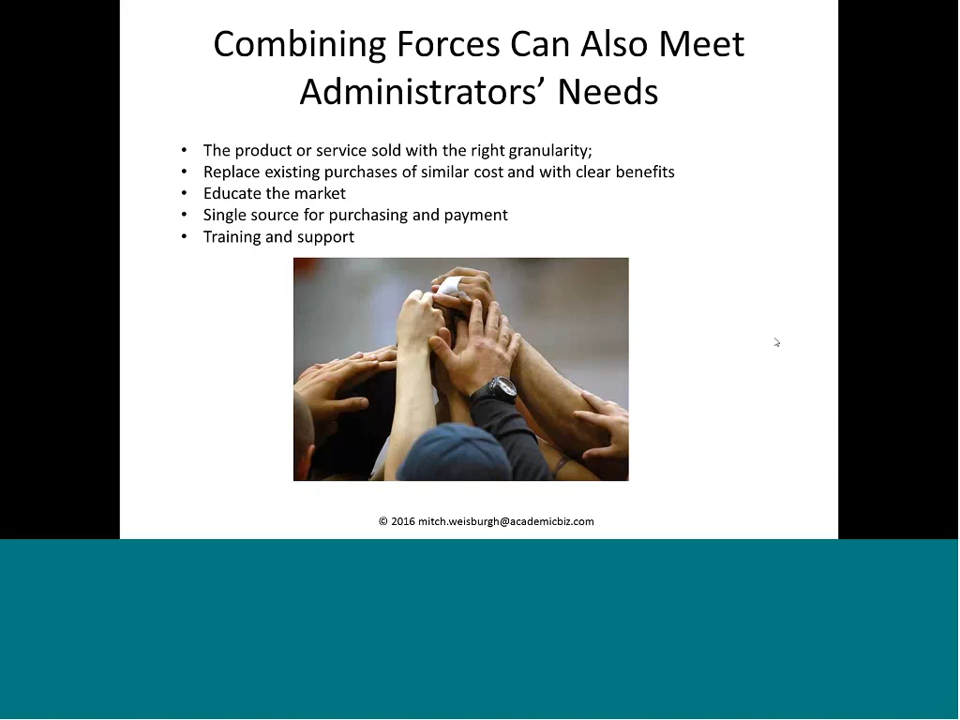 Combining Forces Can Also Meet
Administrators’ Needs
• The product or service sold with the right granularity;
• Replace existing purchases of similar cost and with clear benefits
• Educate the market
• Single source for purchasing and payment
• Training and support
© 2016 mitch.weisburgh@academicbiz.com